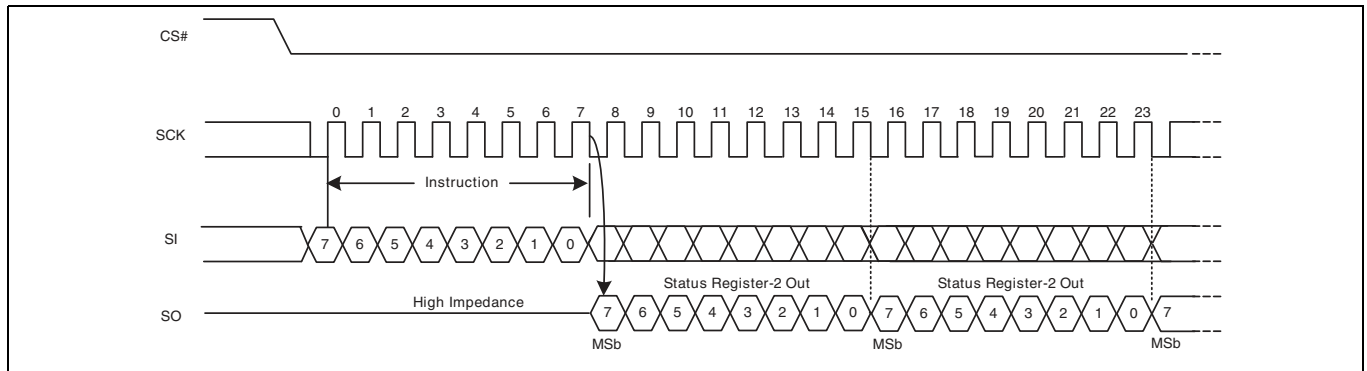 CS#
0 1 2 3 4 5 6 7 8 9 10 11 12 13 14 15 16 17 18 19 20 21 22 23
SCK
Instruction
SI 7 6 5 4 3 2 1 0
Status Register-2 Out Status Register-2 Out
High Impedance
SO 7 6 5 4 3 2 1 0 7 6 5 4 3 2 1 0 7
MSb MSb MSb